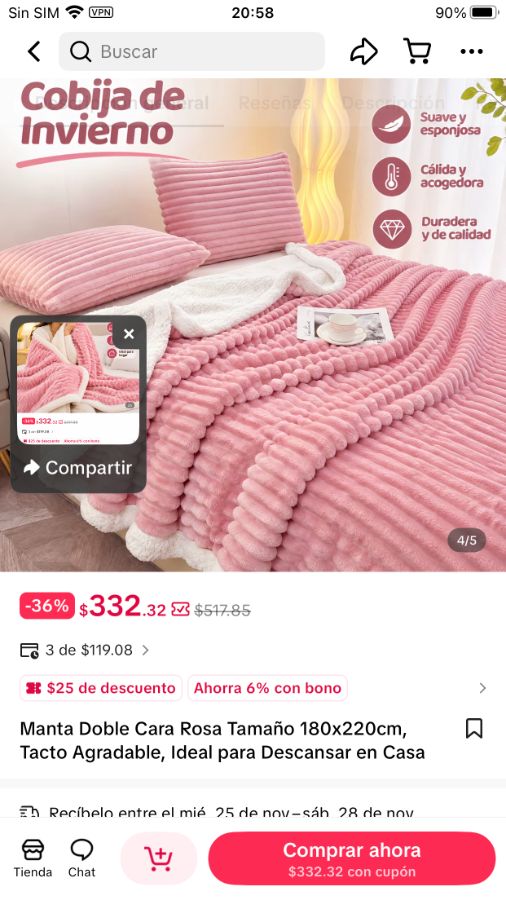 Sin SIM VPN 20:58 90%
Buscar
Reseñas Descripción
Cobija de
Invierno
Suave y
esponjosa
Cálida y
acogedora
Duradera
y de calidad
Compartir
4/5
-36% $332.32 $517.85
3 de $119.08
$25 de descuento Ahorra 6% con bono
Manta Doble Cara Rosa Tamaño 180x220cm,
Tacto Agradable, Ideal para Descansar en Casa
Recíbelo entre el mié, 25 de nov–sáb, 28 de nov
Tienda Chat Comprar ahora
$332.32 con cupón